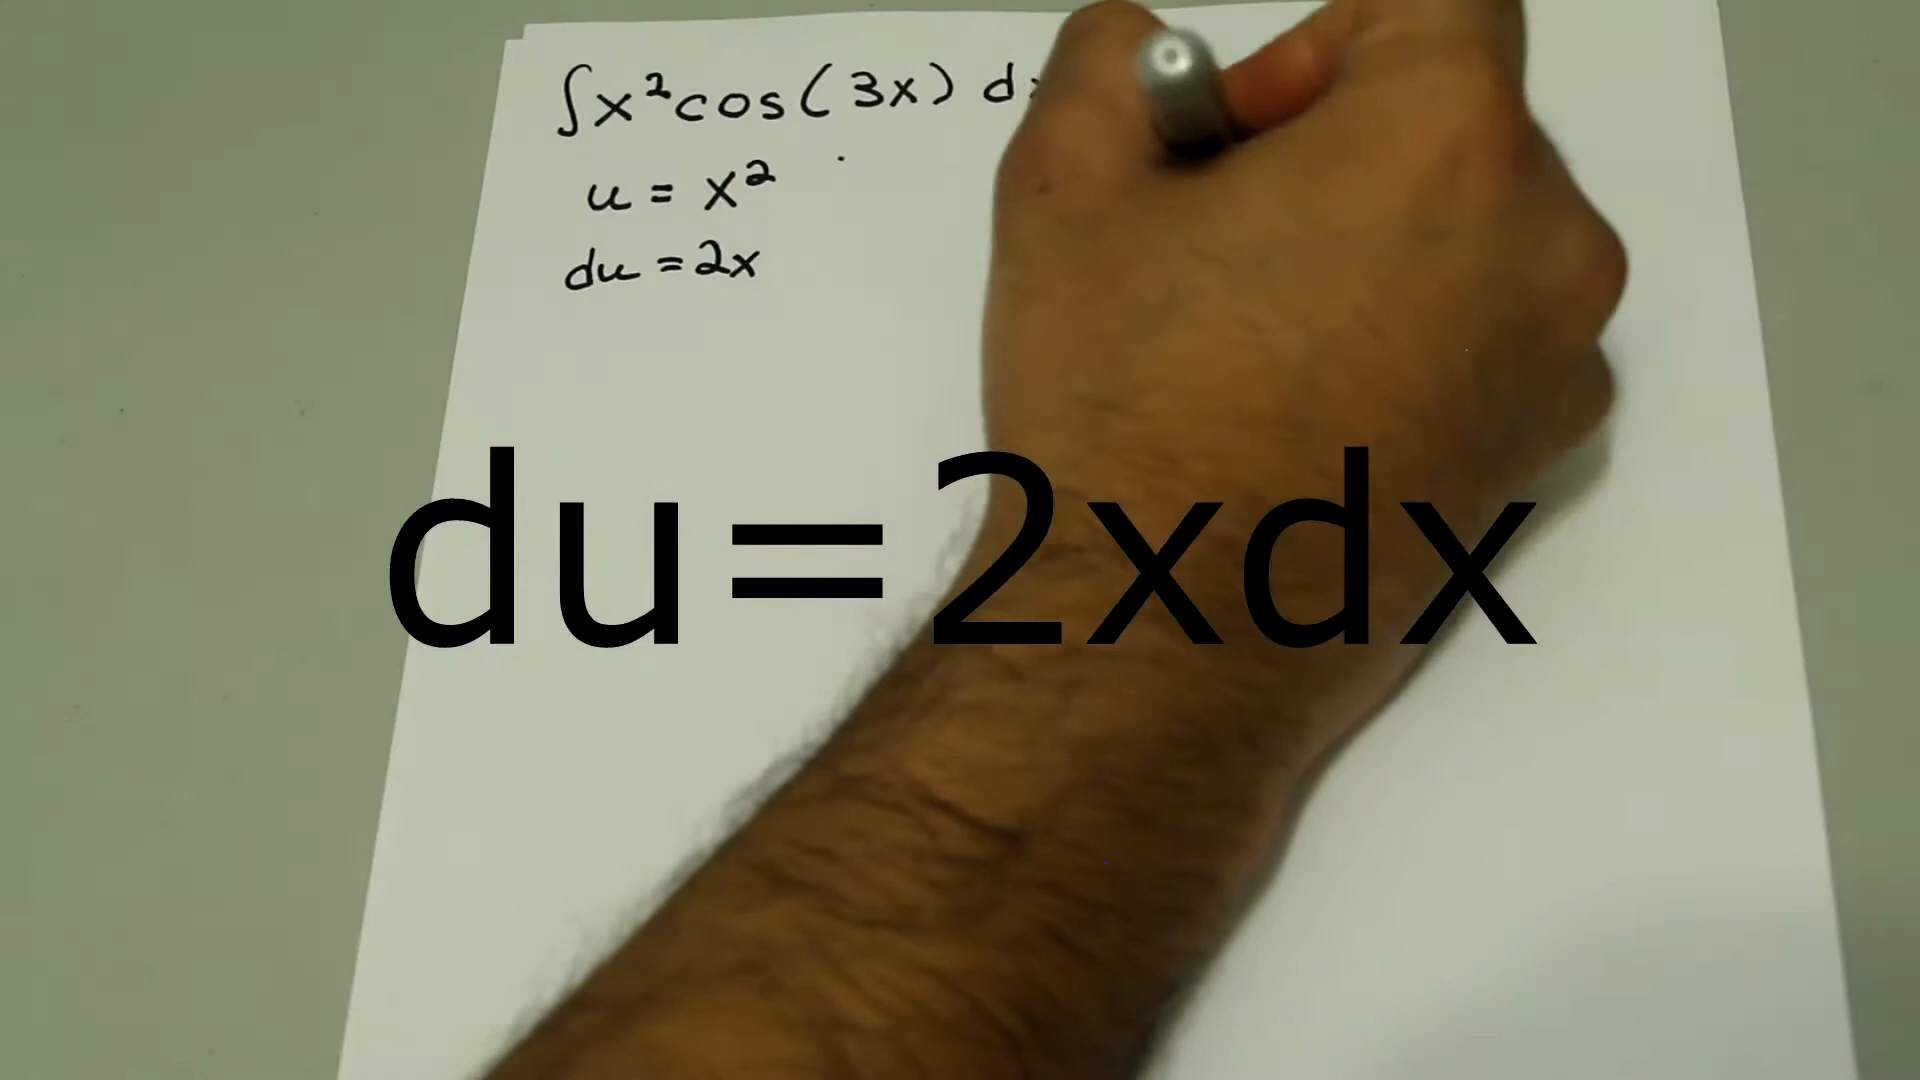 ∫x²cos(3x) d
u = x²
du = 2x
du=2xdx